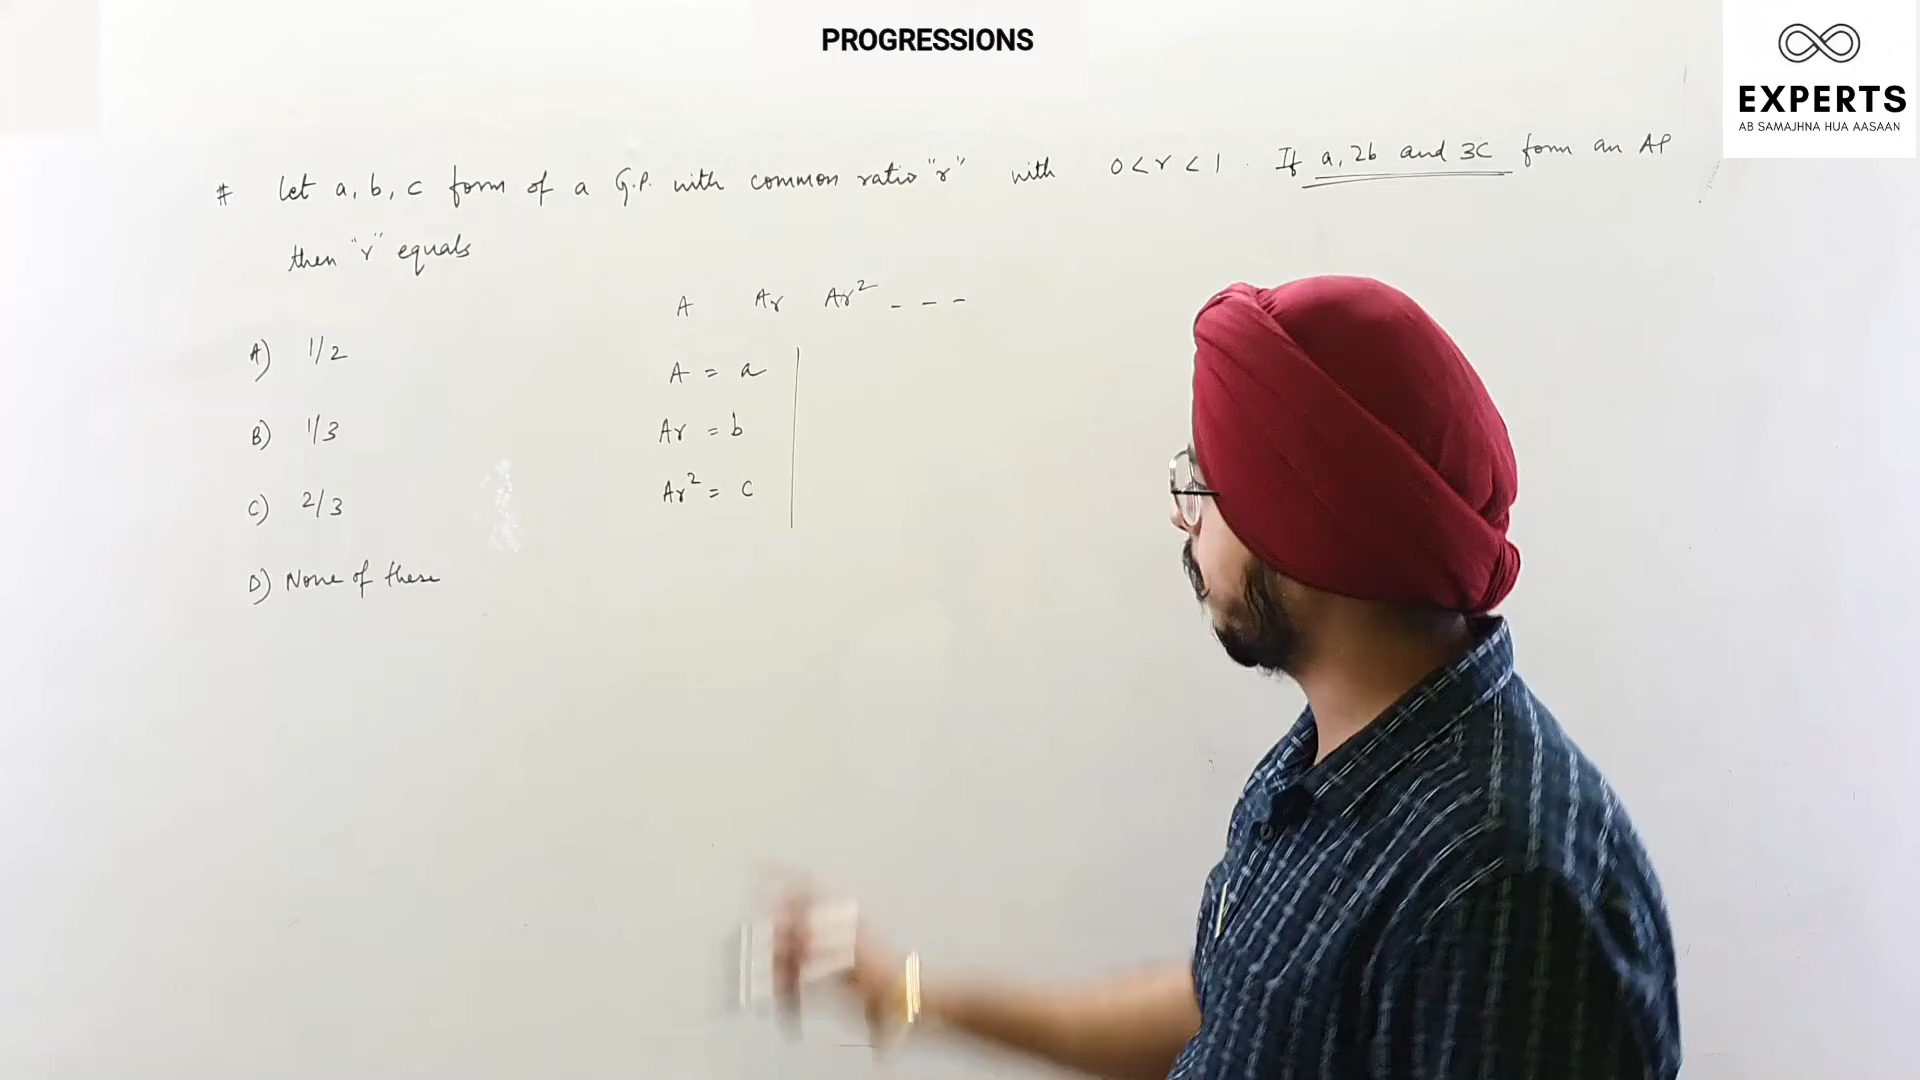 PROGRESSIONS
EXPERTS
AB SAMAJHNA HUA AASAAN
# Let a, b, c form of a G.P. with common ratio "r" with 0 < r < 1. If a, 2b and 3C form an AP
then "r" equals
A Ar Ar² - - -
A) 1/2
A = a
B) 1/3
Ar = b
C) 2/3
Ar² = c
D) None of these